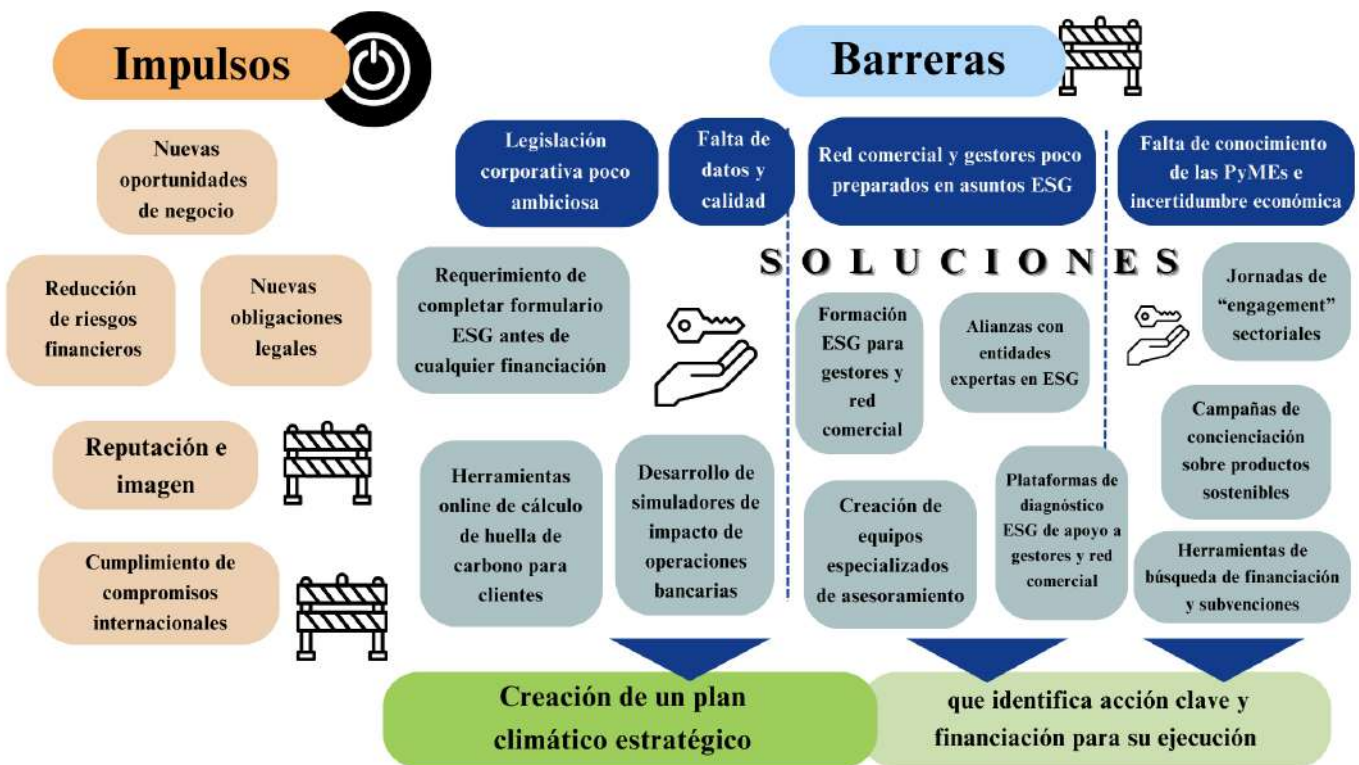 Impulsos
Nuevas
oportunidades
de negocio
Reducción
de riesgos
financieros
Nuevas
obligaciones
legales
Reputación e
imagen
Cumplimiento de
compromisos
internacionales
Barreras
Legislación
corporativa poco
ambiciosa
Falta de
datos y
calidad
Red comercial y gestores poco
preparados en asuntos ESG
Falta de conocimiento
de las PyMEs e
incertidumbre económica
SOLUCIONES
Requerimiento de
completar formulario
ESG antes de
cualquier financiación
Herramientas
online de cálculo
de huella de
carbono para
clientes
Desarrollo de
simuladores de
impacto de
operaciones
bancarias
Formación
ESG para
gestores y
red
comercial
Alianzas con
entidades
expertas en ESG
Creación de
equipos
especializados
de asesoramiento
Plataformas de
diagnóstico
ESG de apoyo a
gestores y red
comercial
Jornadas de
“engagement”
sectoriales
Campañas de
concienciación
sobre productos
sostenibles
Herramientas de
búsqueda de financiación
y subvenciones
Creación de un plan
climático estratégico
que identifica acción clave y
financiación para su ejecución